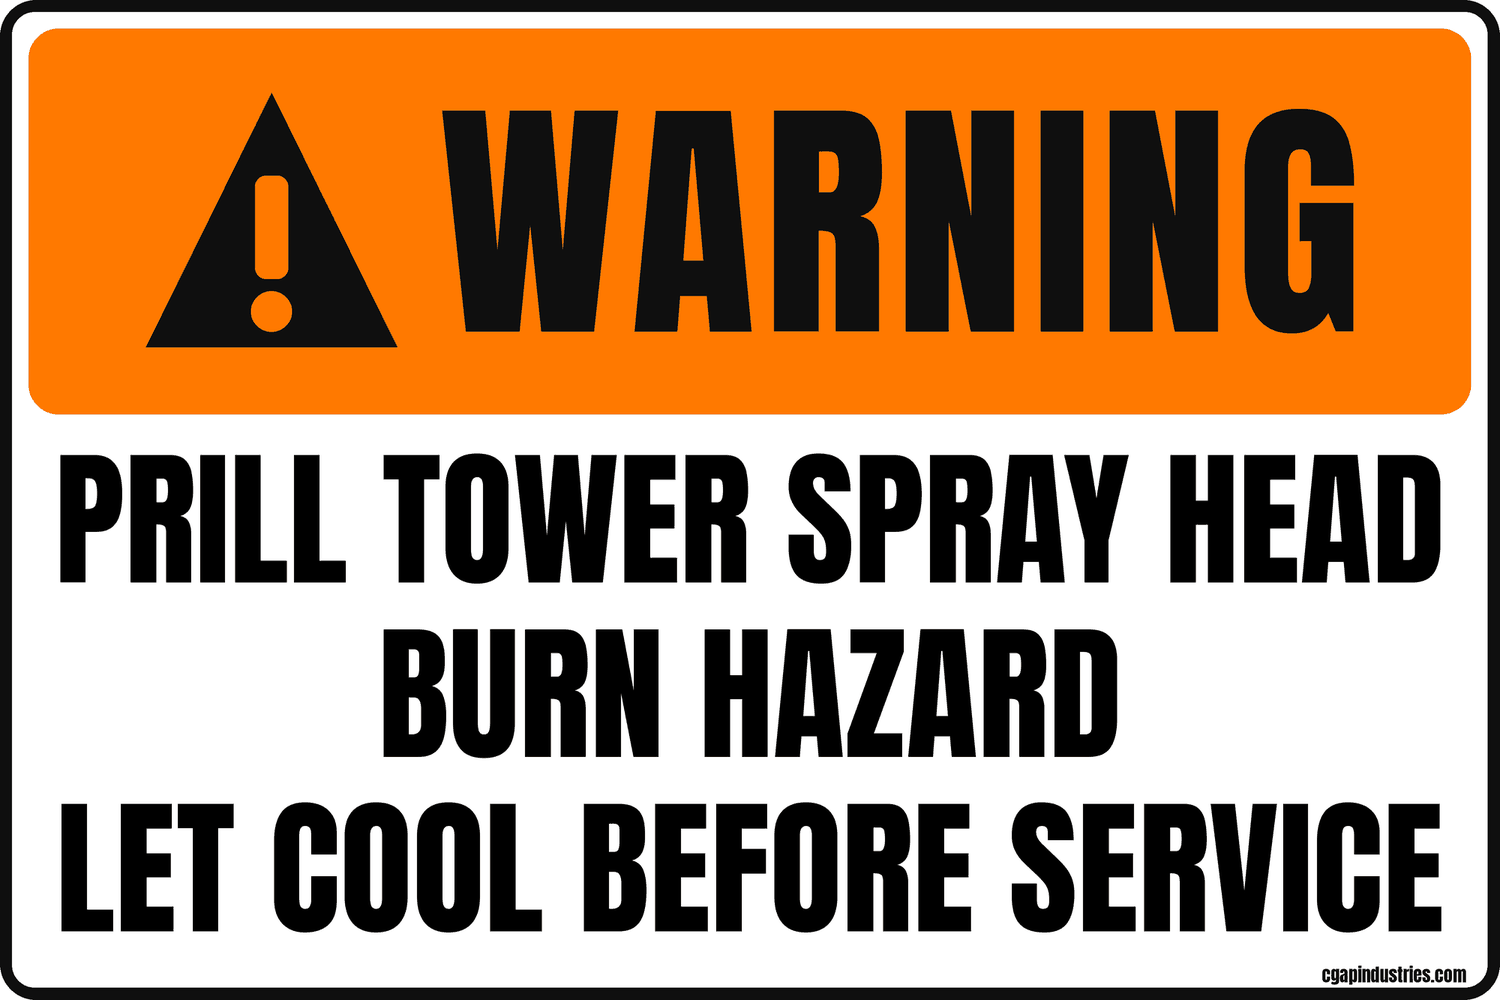 WARNING
PRILL TOWER SPRAY HEAD
BURN HAZARD
LET COOL BEFORE SERVICE
cgapindustries.com